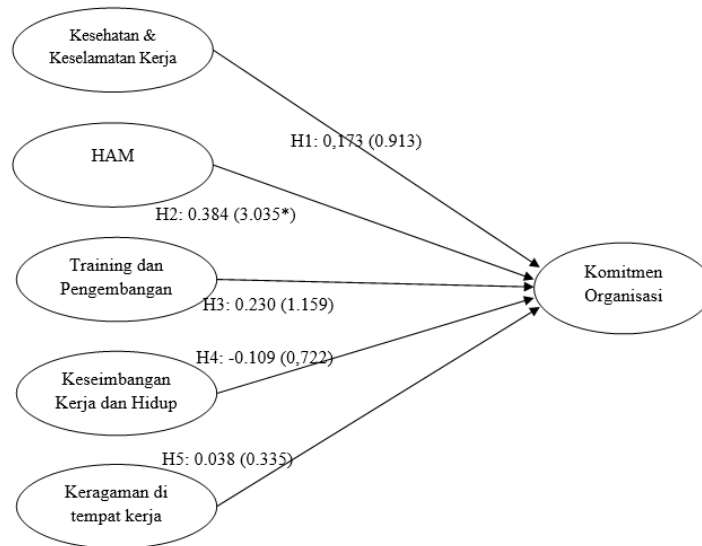 Kesehatan &
Keselamatan Kerja
H1: 0,173 (0.913)
HAM
H2: 0.384 (3.035*)
Training dan
Pengembangan
H3: 0.230 (1.159)
Komitmen
Organisasi
H4: -0.109 (0,722)
Keseimbangan
Kerja dan Hidup
H5: 0.038 (0.335)
Keragaman di
tempat kerja